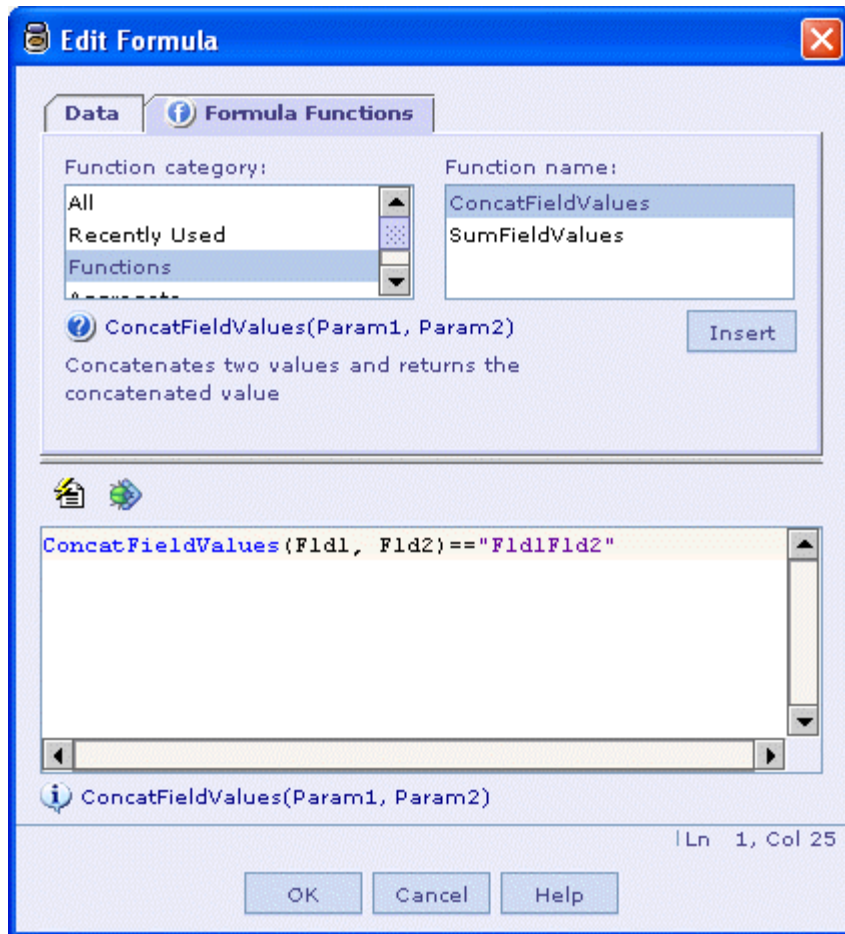 Edit Formula
Data
Formula Functions
Function category:
Function name:
All
Recently Used
Functions
ConcatFieldValues
SumFieldValues
ConcatFieldValues(Param1, Param2)
Insert
Concatenates two values and returns the
concatenated value
ConcatFieldValues(Fld1, Fld2)=="Fld1Fld2"
ConcatFieldValues(Param1, Param2)
Ln 1, Col 25
OK
Cancel
Help